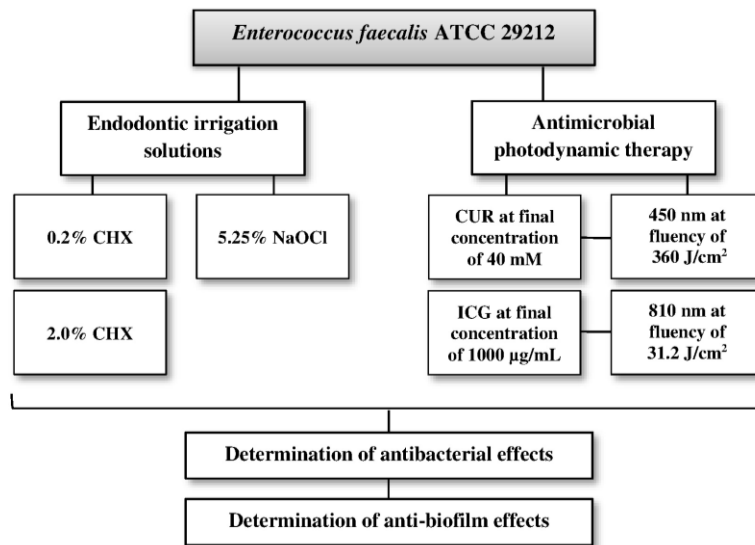 Enterococcus faecalis ATCC 29212
Endodontic irrigation
solutions
Antimicrobial
photodynamic therapy
0.2% CHX
5.25% NaOCl
CUR at final
concentration
of 40 mM
450 nm at
fluency of
360 J/cm²
2.0% CHX
ICG at final
concentration
of 1000 µg/mL
810 nm at
fluency of
31.2 J/cm²
Determination of antibacterial effects
Determination of anti-biofilm effects